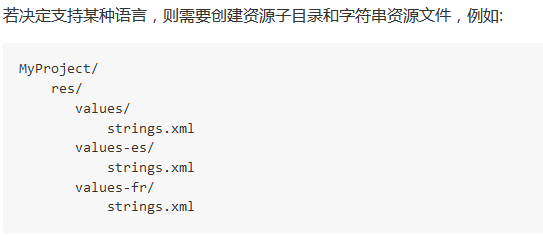 若决定支持某种语言，则需要创建资源子目录和字符串资源文件，例如:
MyProject/
    res/
       values/
           strings.xml
       values-es/
           strings.xml
       values-fr/
           strings.xml